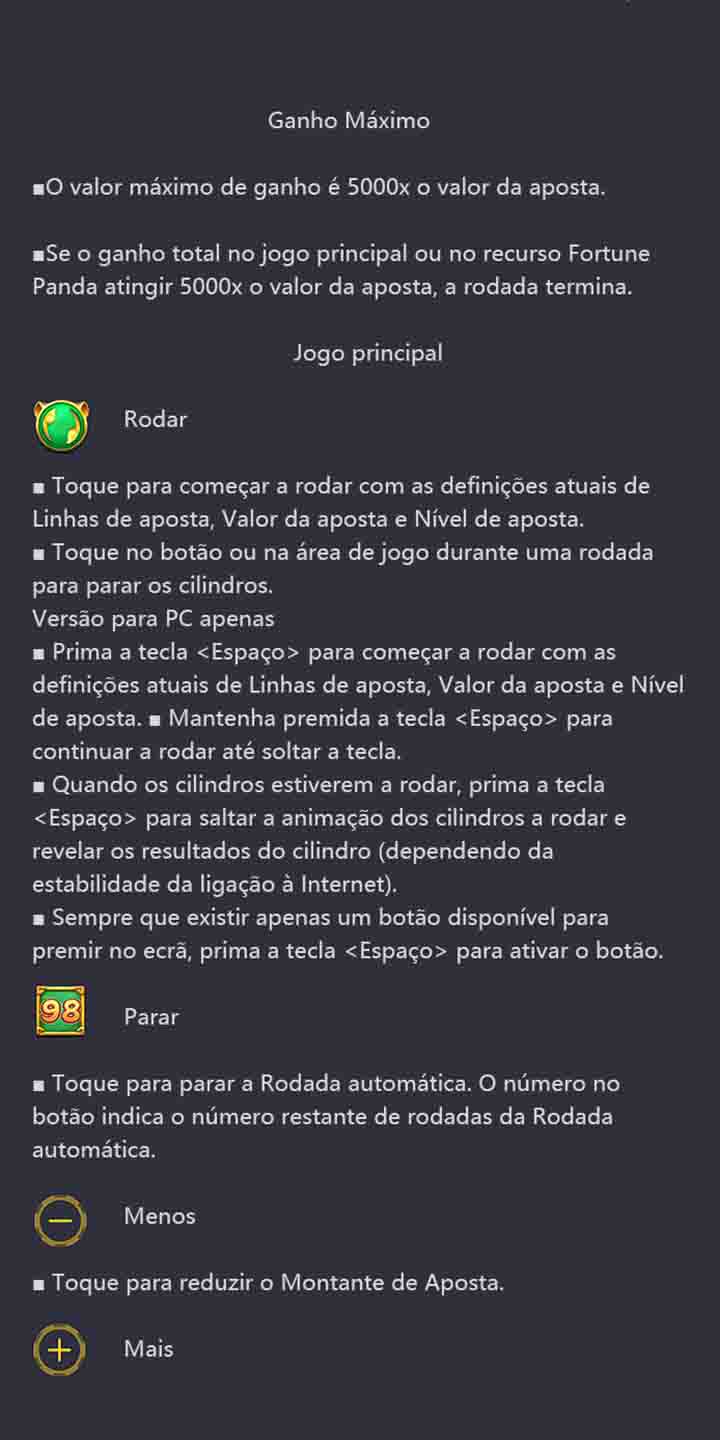 Ganho Máximo
■O valor máximo de ganho é 5000x o valor da aposta.
■Se o ganho total no jogo principal ou no recurso Fortune
Panda atingir 5000x o valor da aposta, a rodada termina.
Jogo principal
Rodar
■ Toque para começar a rodar com as definições atuais de
Linhas de aposta, Valor da aposta e Nível de aposta.
■ Toque no botão ou na área de jogo durante uma rodada
para parar os cilindros.
Versão para PC apenas
■ Prima a tecla <Espaço> para começar a rodar com as
definições atuais de Linhas de aposta, Valor da aposta e Nível
de aposta. ■ Mantenha premida a tecla <Espaço> para
continuar a rodar até soltar a tecla.
■ Quando os cilindros estiverem a rodar, prima a tecla
<Espaço> para saltar a animação dos cilindros a rodar e
revelar os resultados do cilindro (dependendo da
estabilidade da ligação à Internet).
■ Sempre que existir apenas um botão disponível para
premir no ecrã, prima a tecla <Espaço> para ativar o botão.
98 Parar
■ Toque para parar a Rodada automática. O número no
botão indica o número restante de rodadas da Rodada
automática.
Menos
■ Toque para reduzir o Montante de Aposta.
Mais